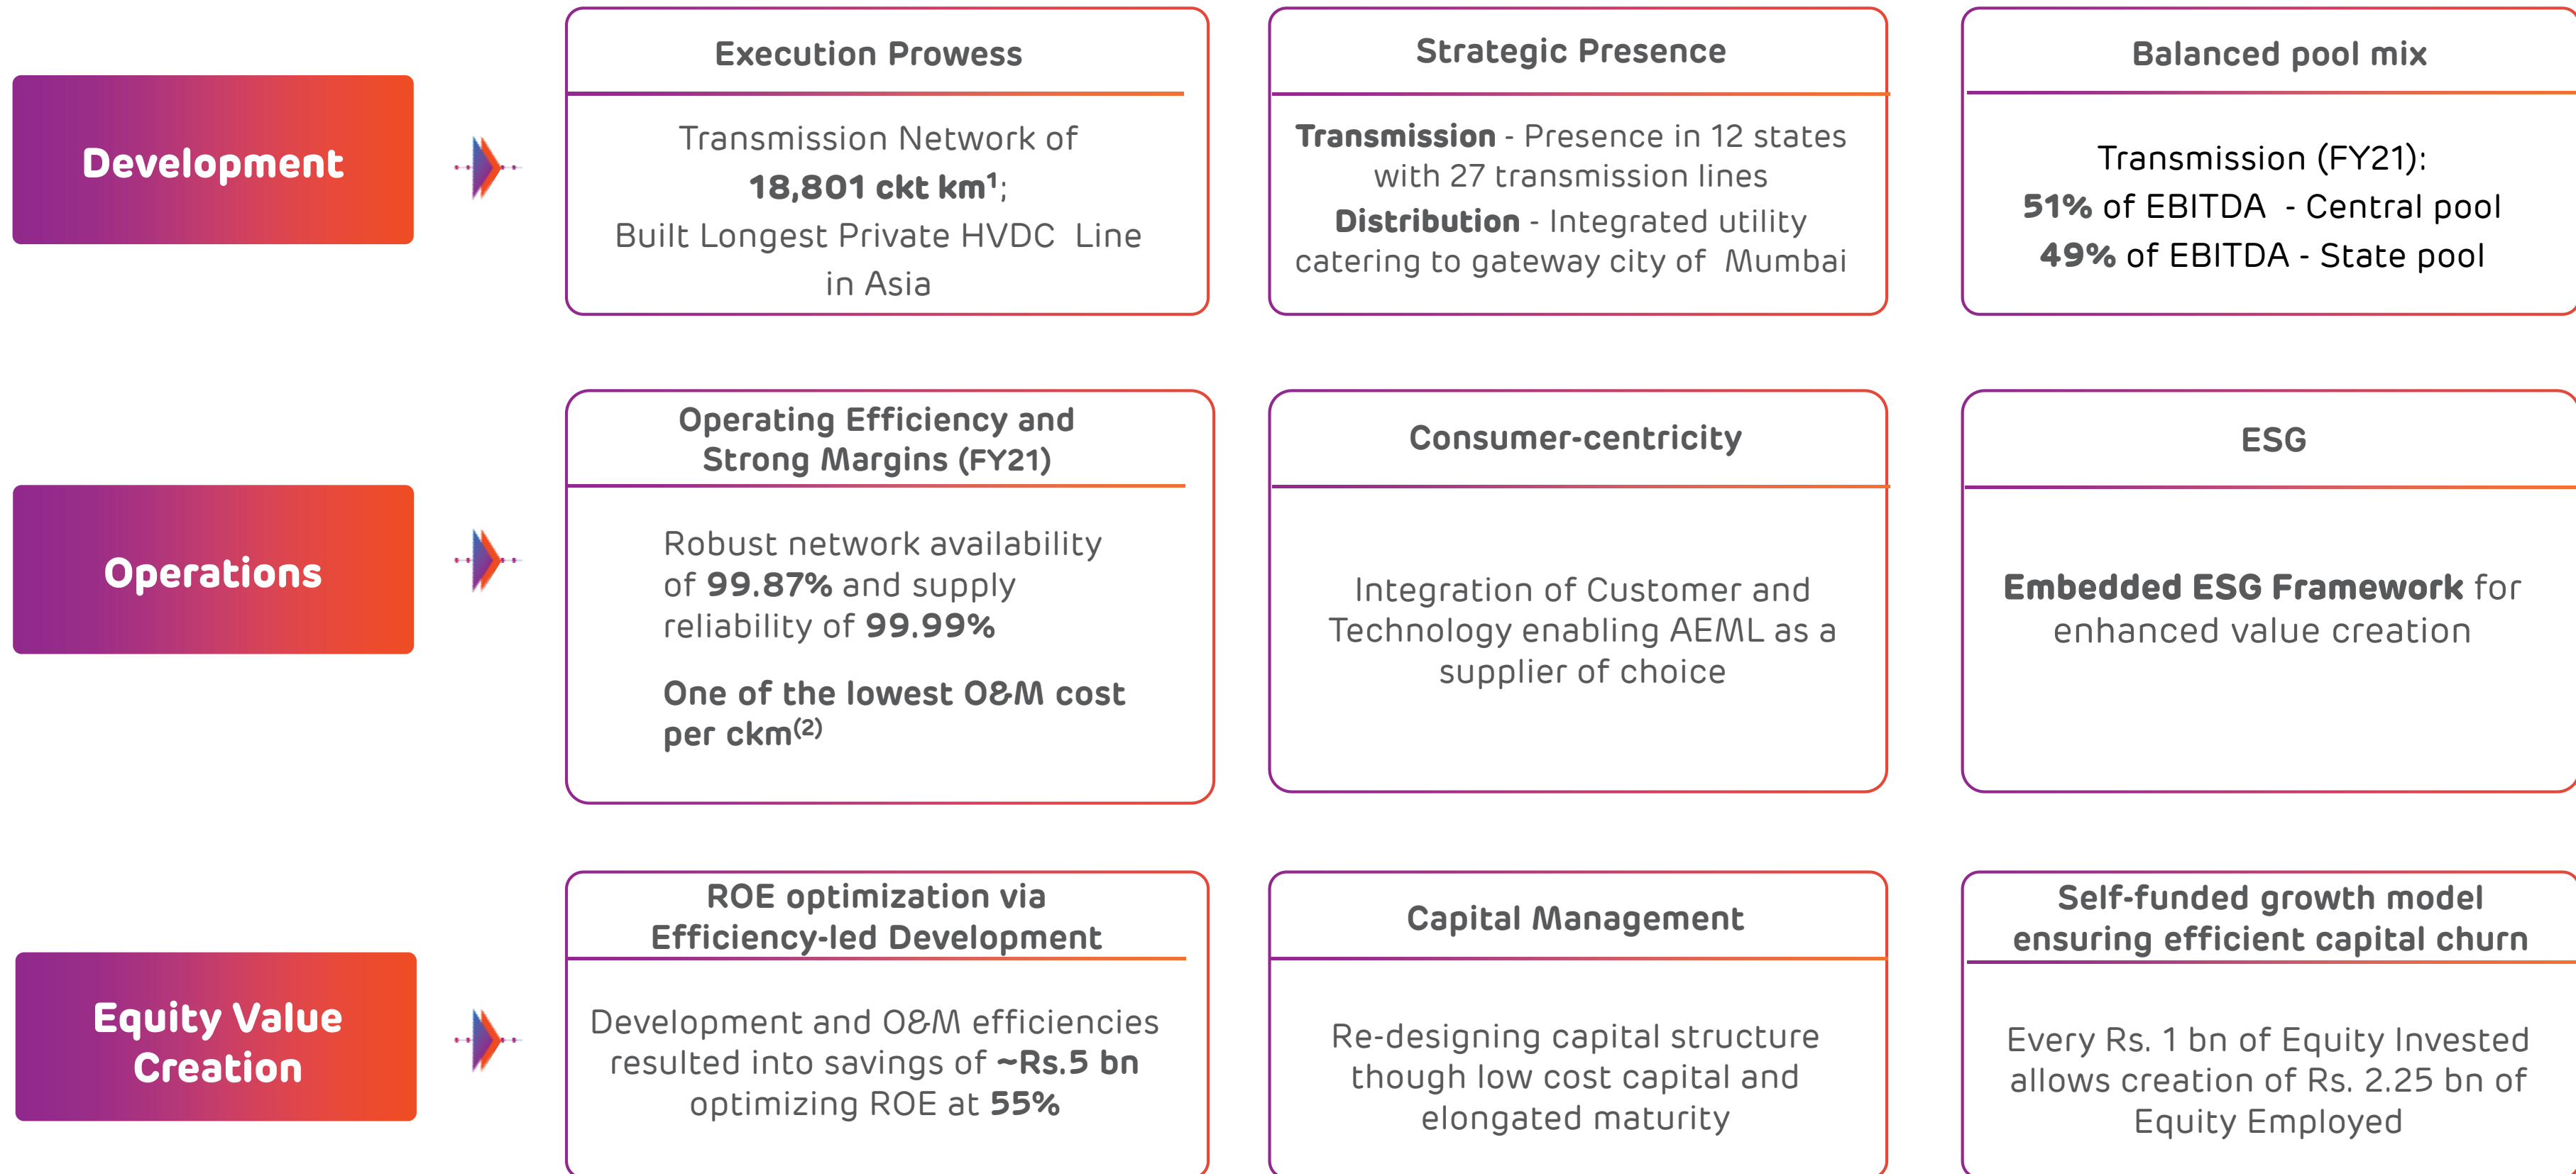 Development
Execution Prowess
Transmission Network of
18,801 ckt km¹;
Built Longest Private HVDC Line
in Asia
Strategic Presence
Transmission - Presence in 12 states
with 27 transmission lines
Distribution - Integrated utility
catering to gateway city of Mumbai
Balanced pool mix
Transmission (FY21):
51% of EBITDA - Central pool
49% of EBITDA - State pool
Operations
Operating Efficiency and
Strong Margins (FY21)
Robust network availability
of 99.87% and supply
reliability of 99.99%
One of the lowest O&M cost
per ckm⁽²⁾
Consumer-centricity
Integration of Customer and
Technology enabling AEML as a
supplier of choice
ESG
Embedded ESG Framework for
enhanced value creation
Equity Value
Creation
ROE optimization via
Efficiency-led Development
Development and O&M efficiencies
resulted into savings of ~Rs.5 bn
optimizing ROE at 55%
Capital Management
Re-designing capital structure
though low cost capital and
elongated maturity
Self-funded growth model
ensuring efficient capital churn
Every Rs. 1 bn of Equity Invested
allows creation of Rs. 2.25 bn of
Equity Employed